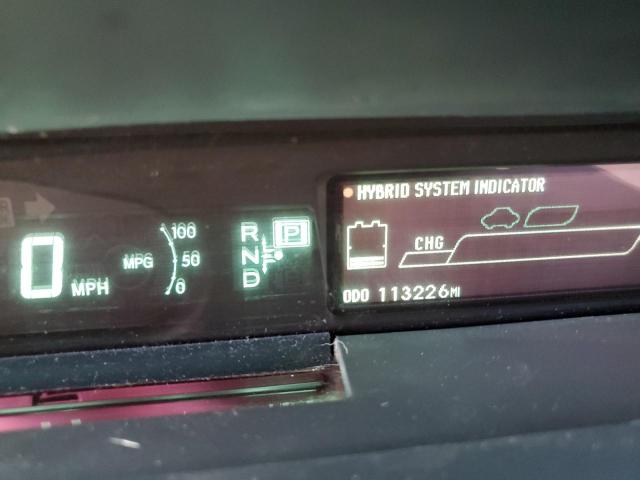 HYBRID SYSTEM INDICATOR
CHG
ODO 113226MI
0 MPH
MPG
100
50
0
R
P
N
D